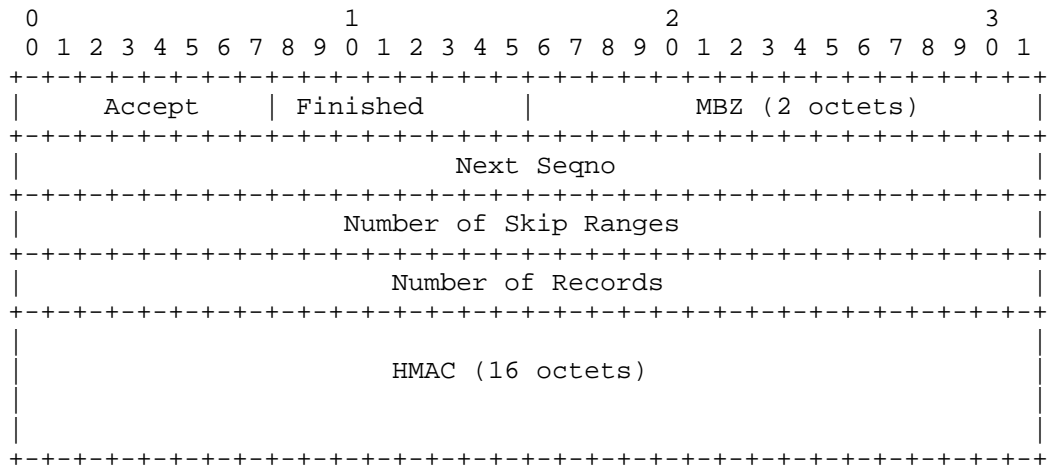 0                   1                   2                   3
 0 1 2 3 4 5 6 7 8 9 0 1 2 3 4 5 6 7 8 9 0 1 2 3 4 5 6 7 8 9 0 1
+-+-+-+-+-+-+-+-+-+-+-+-+-+-+-+-+-+-+-+-+-+-+-+-+-+-+-+-+-+-+-+-+
|     Accept    | Finished      |          MBZ (2 octets)       |
+-+-+-+-+-+-+-+-+-+-+-+-+-+-+-+-+-+-+-+-+-+-+-+-+-+-+-+-+-+-+-+-+
|                           Next Seqno                          |
+-+-+-+-+-+-+-+-+-+-+-+-+-+-+-+-+-+-+-+-+-+-+-+-+-+-+-+-+-+-+-+-+
|                    Number of Skip Ranges                      |
+-+-+-+-+-+-+-+-+-+-+-+-+-+-+-+-+-+-+-+-+-+-+-+-+-+-+-+-+-+-+-+-+
|                      Number of Records                        |
+-+-+-+-+-+-+-+-+-+-+-+-+-+-+-+-+-+-+-+-+-+-+-+-+-+-+-+-+-+-+-+-+
|                                                               |
|                       HMAC (16 octets)                        |
|                                                               |
|                                                               |
+-+-+-+-+-+-+-+-+-+-+-+-+-+-+-+-+-+-+-+-+-+-+-+-+-+-+-+-+-+-+-+-+